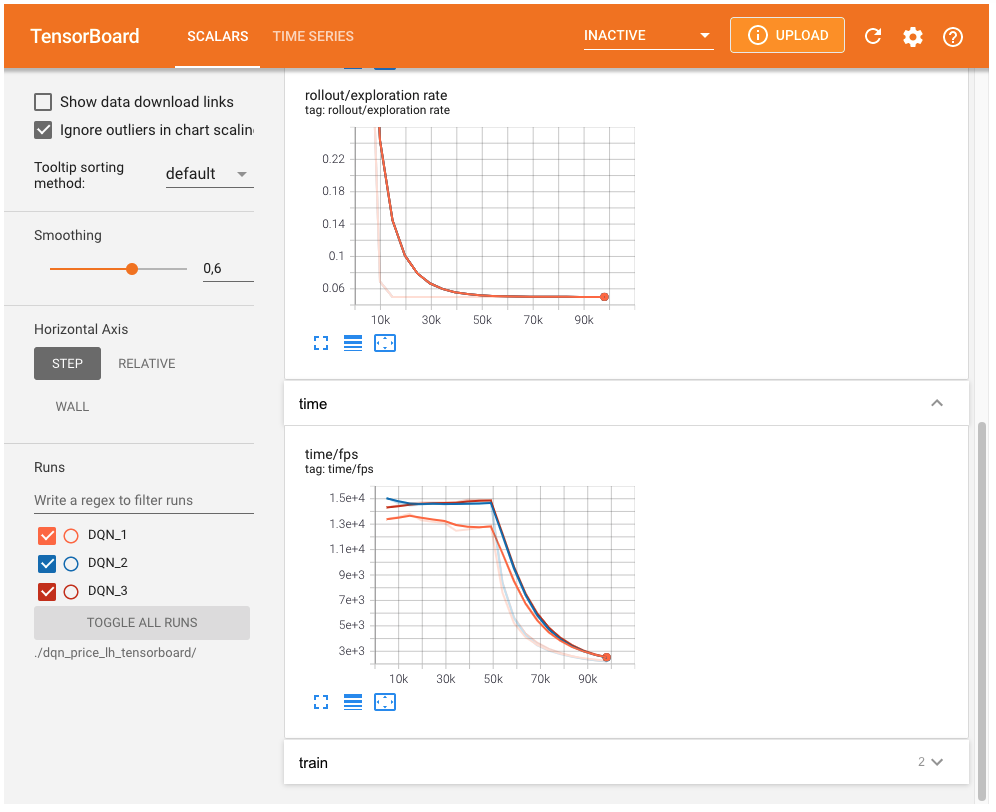 TensorBoard
SCALARS
TIME SERIES
INACTIVE
UPLOAD
Show data download links
Ignore outliers in chart scalin
Tooltip sorting
method:
default
Smoothing
0,6
Horizontal Axis
STEP
RELATIVE
WALL
Runs
Write a regex to filter runs
DQN_1
DQN_2
DQN_3
TOGGLE ALL RUNS
./dqn_price_lh_tensorboard/
rollout/exploration rate
tag: rollout/exploration rate
0.22
0.18
0.14
0.1
0.06
10k 30k 50k 70k 90k
time
time/fps
tag: time/fps
1.5e+4
1.3e+4
1.1e+4
9e+3
7e+3
5e+3
3e+3
10k 30k 50k 70k 90k
train
2